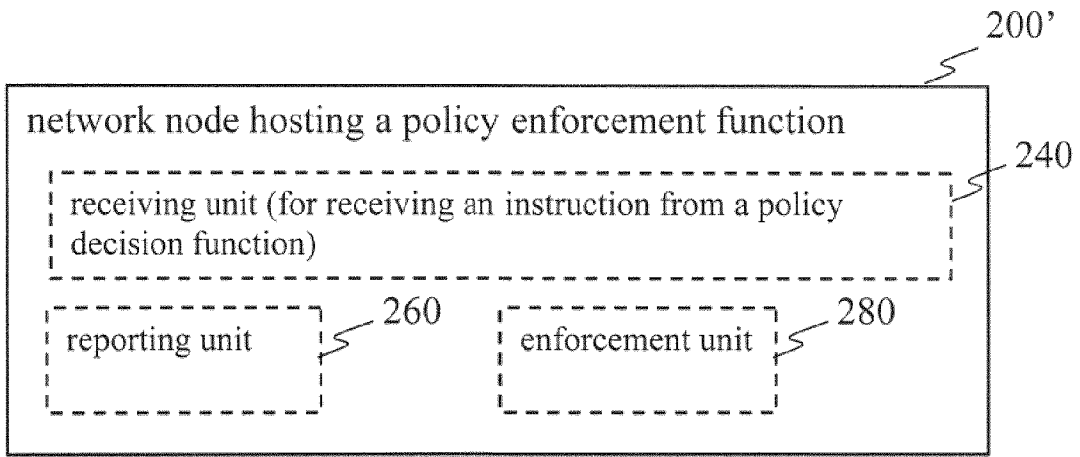 200’
network node hosting a policy enforcement function
240
receiving unit (for receiving an instruction from a policy
decision function)
260
280
reporting unit
enforcement unit